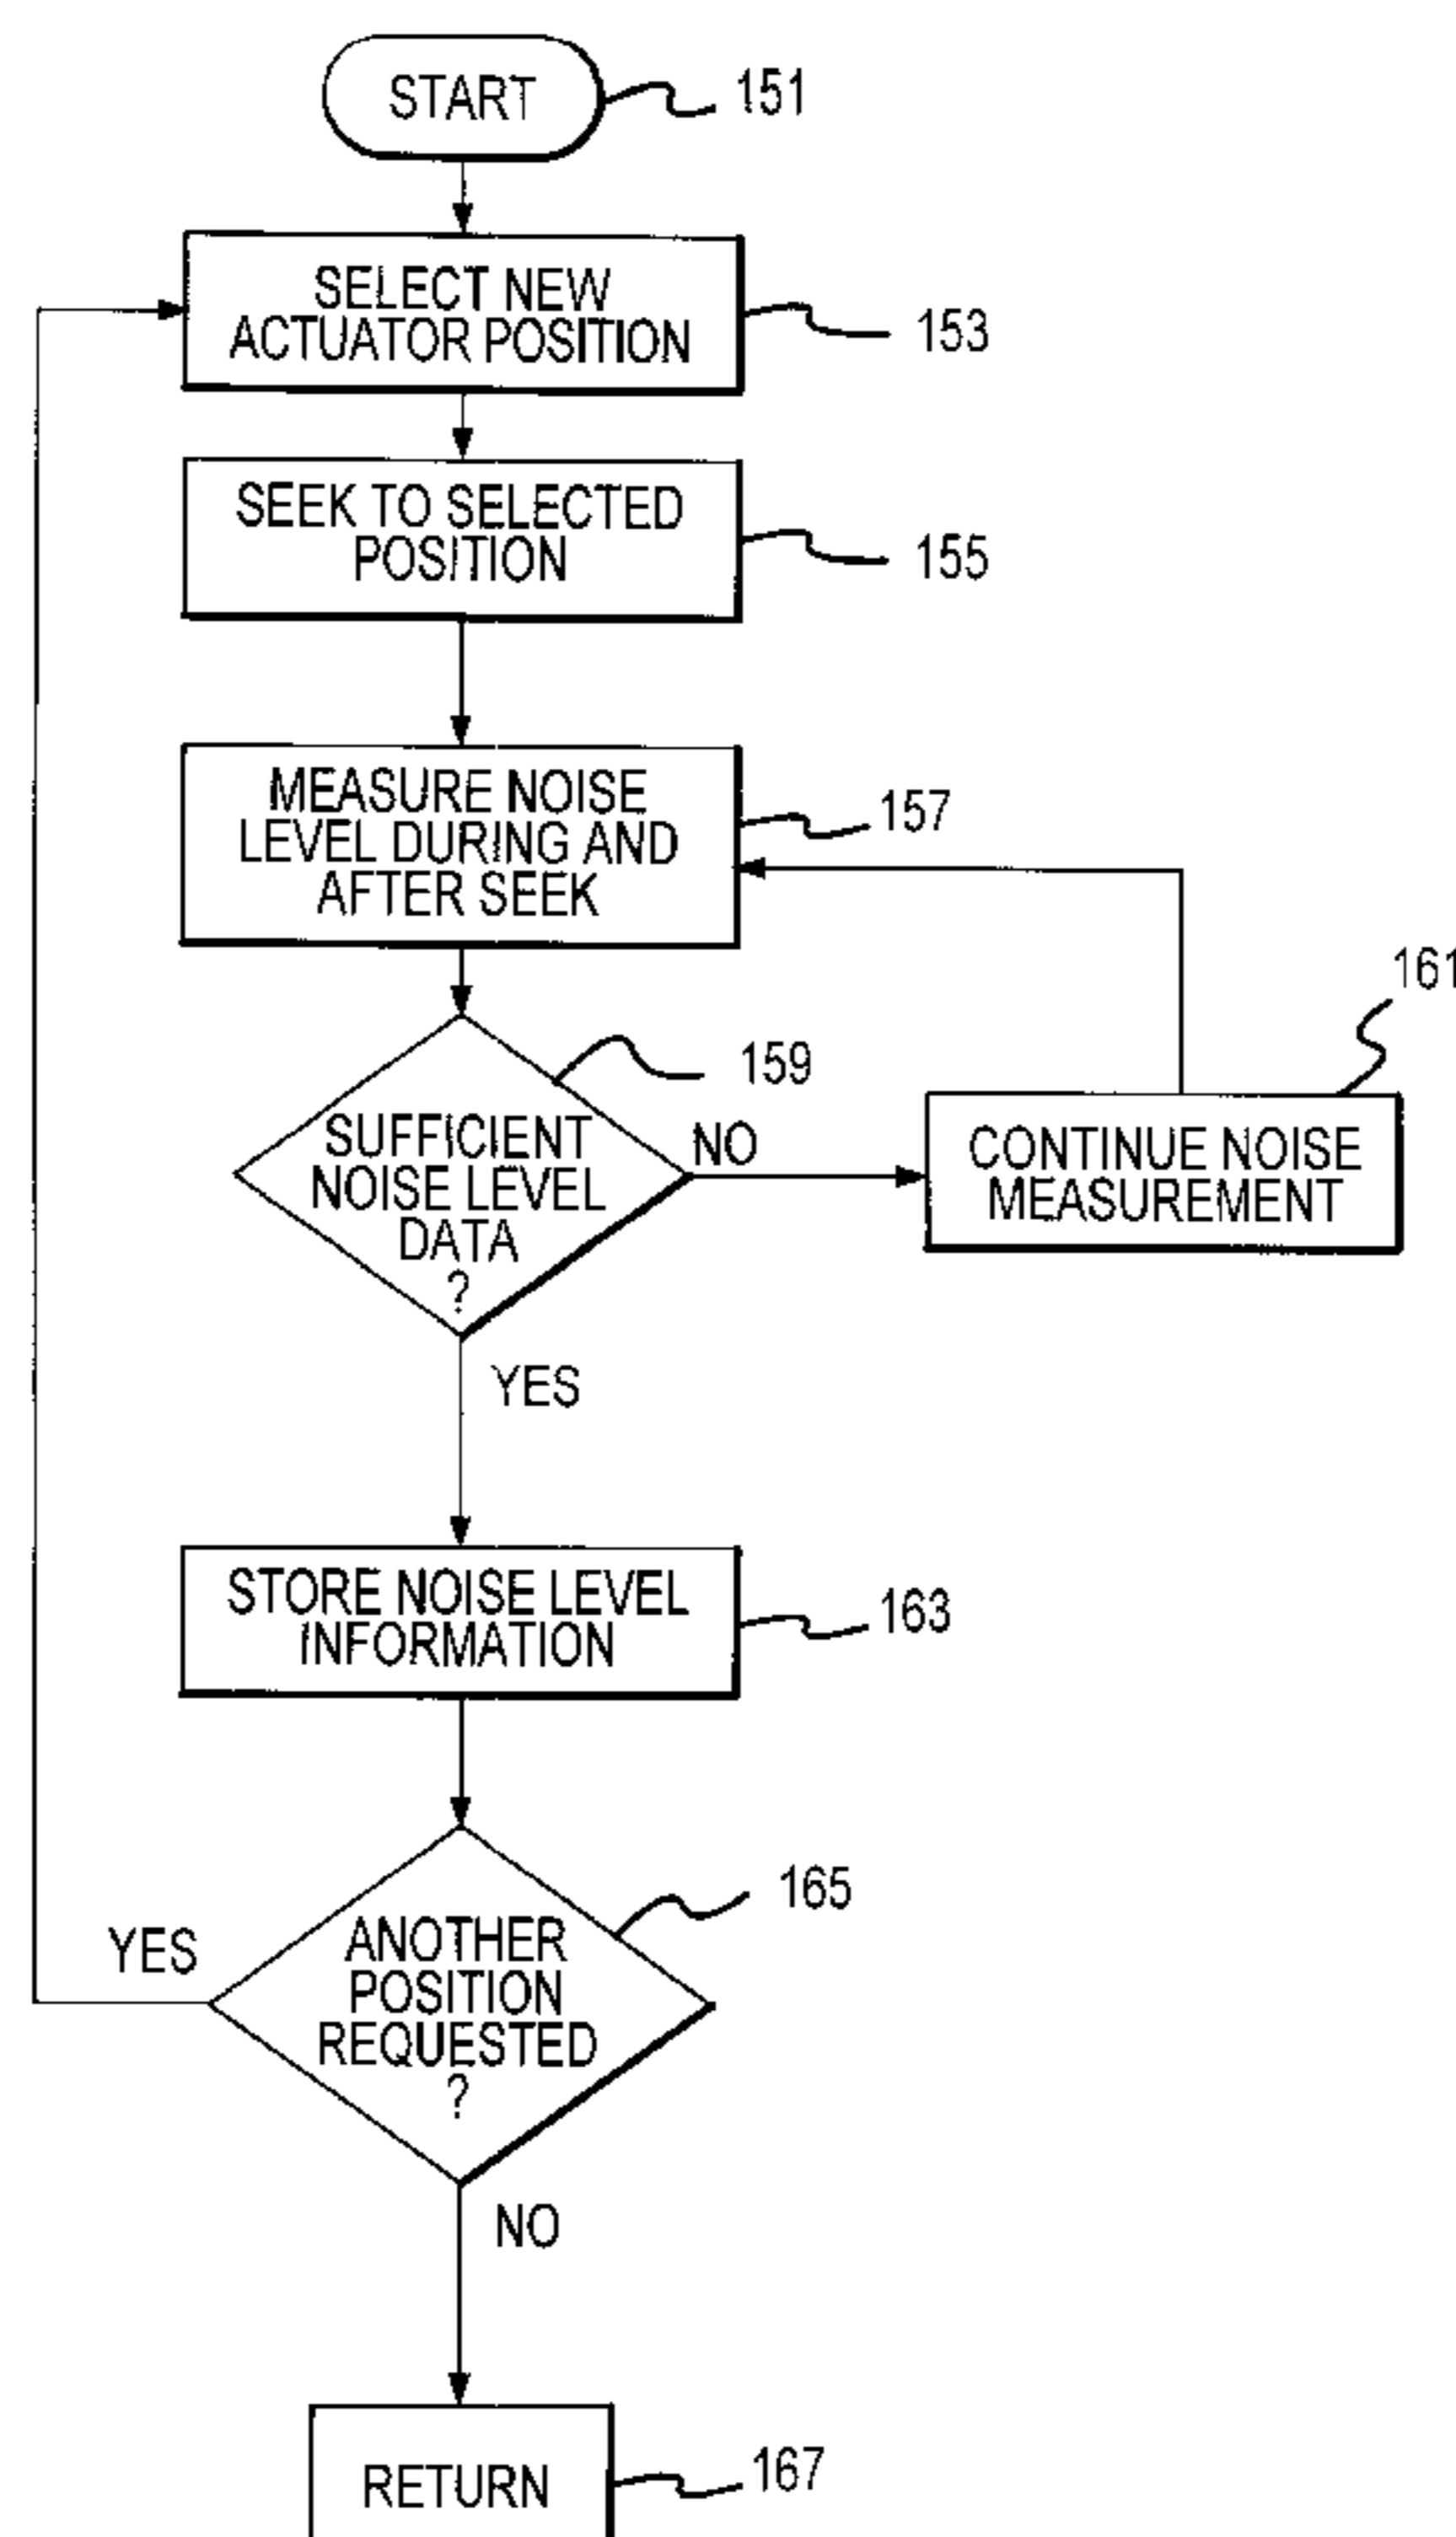 START
151
SELECT NEW
ACTUATOR POSITION
153
SEEK TO SELECTED
POSITION
155
MEASURE NOISE
LEVEL DURING AND
AFTER SEEK
157
161
159
SUFFICIENT
NOISE LEVEL
DATA
?
NO
CONTINUE NOISE
MEASUREMENT
YES
STORE NOISE LEVEL
INFORMATION
163
165
YES
ANOTHER
POSITION
REQUESTED
?
NO
RETURN
167